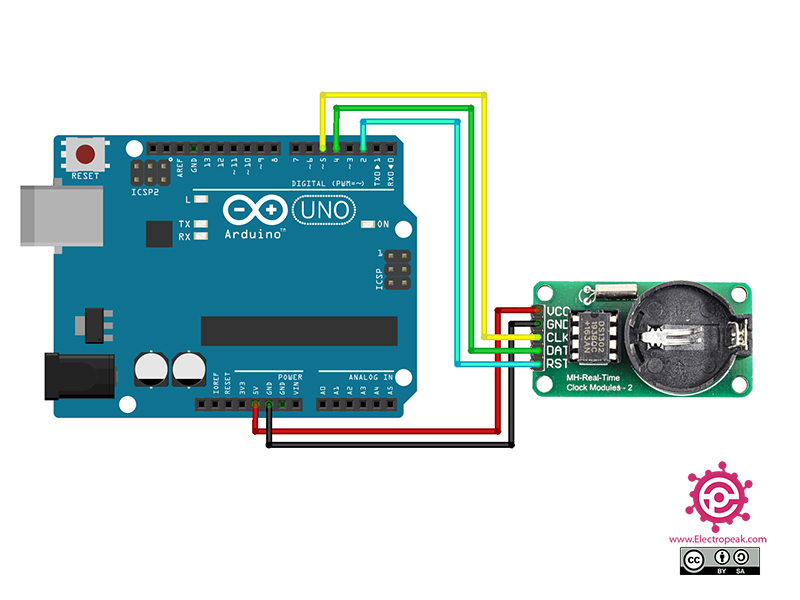 RESET
ICSP2
AREF
GND
13
12
~11
~10
~9
8
7
~6
~5
4
~3
2
TX0▶1
RX0◀0
DIGITAL (PWM=~)
L
TX
RX
UNO
ON
Arduino™
1
ICSP
IOREF
RESET
3V3
5V
GND
GND
VIN
POWER
ANALOG IN
A0
A1
A2
A3
A4
A5
VCC
GND
CLK
DAT
RST
DS1302
MH-Real-Time
Clock Modules - 2
www.Electropeak.com
cc
BY SA